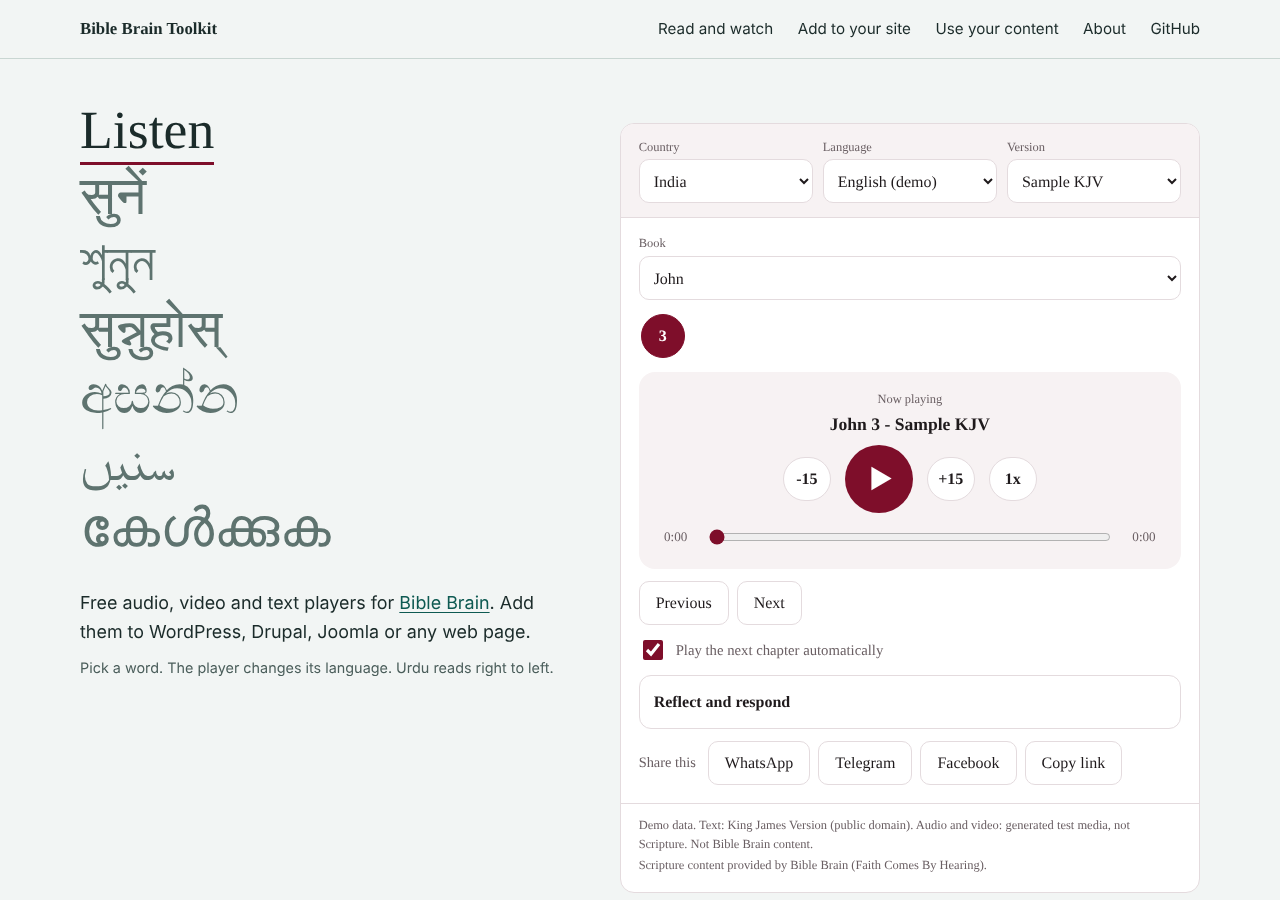 Bible Brain Toolkit
Read and watch Add to your site Use your content About GitHub
Listen
सुनें
শুনুন
सुन्नुहोस्
අසන්න
سنیں
കേൾക്കുക
Free audio, video and text players for Bible Brain. Add
them to WordPress, Drupal, Joomla or any web page.
Pick a word. The player changes its language. Urdu reads right to left.
Country Language Version
India English (demo) Sample KJV
Book
John
3
Now playing
John 3 - Sample KJV
-15 +15 1x
0:00 0:00
Previous Next
Play the next chapter automatically
Reflect and respond
Share this WhatsApp Telegram Facebook Copy link
Demo data. Text: King James Version (public domain). Audio and video: generated test media, not
Scripture. Not Bible Brain content.
Scripture content provided by Bible Brain (Faith Comes By Hearing).